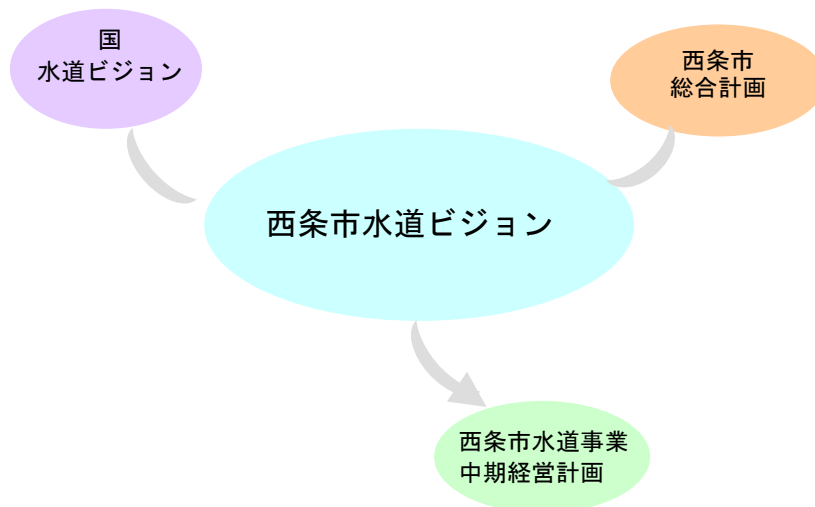 国
水道ビジョン
西条市
総合計画
西条市水道ビジョン
西条市水道事業
中期経営計画